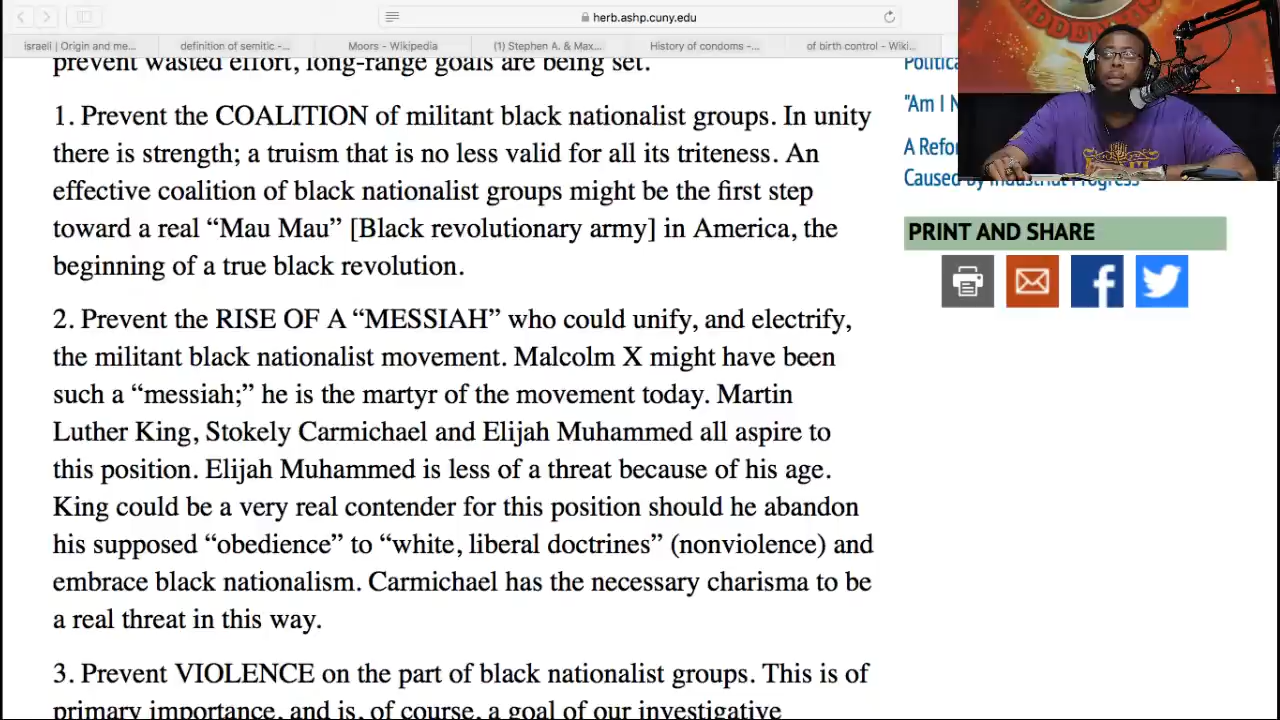 herb.ashp.cuny.edu
israeli | Origin and me...
definition of semitic -...
Moors - Wikipedia
(1) Stephen A. & Max...
History of condoms -...
of birth control - Wiki...
prevent wasted effort, long-range goals are being set.
1. Prevent the COALITION of militant black nationalist groups. In unity
there is strength; a truism that is no less valid for all its triteness. An
effective coalition of black nationalist groups might be the first step
toward a real “Mau Mau” [Black revolutionary army] in America, the
beginning of a true black revolution.
2. Prevent the RISE OF A “MESSIAH” who could unify, and electrify,
the militant black nationalist movement. Malcolm X might have been
such a “messiah;” he is the martyr of the movement today. Martin
Luther King, Stokely Carmichael and Elijah Muhammed all aspire to
this position. Elijah Muhammed is less of a threat because of his age.
King could be a very real contender for this position should he abandon
his supposed “obedience” to “white, liberal doctrines” (nonviolence) and
embrace black nationalism. Carmichael has the necessary charisma to be
a real threat in this way.
3. Prevent VIOLENCE on the part of black nationalist groups. This is of
primary importance, and is, of course, a goal of our investigative
Politica
"Am I N
A Refor
Caused by Industrial Progress"
PRINT AND SHARE